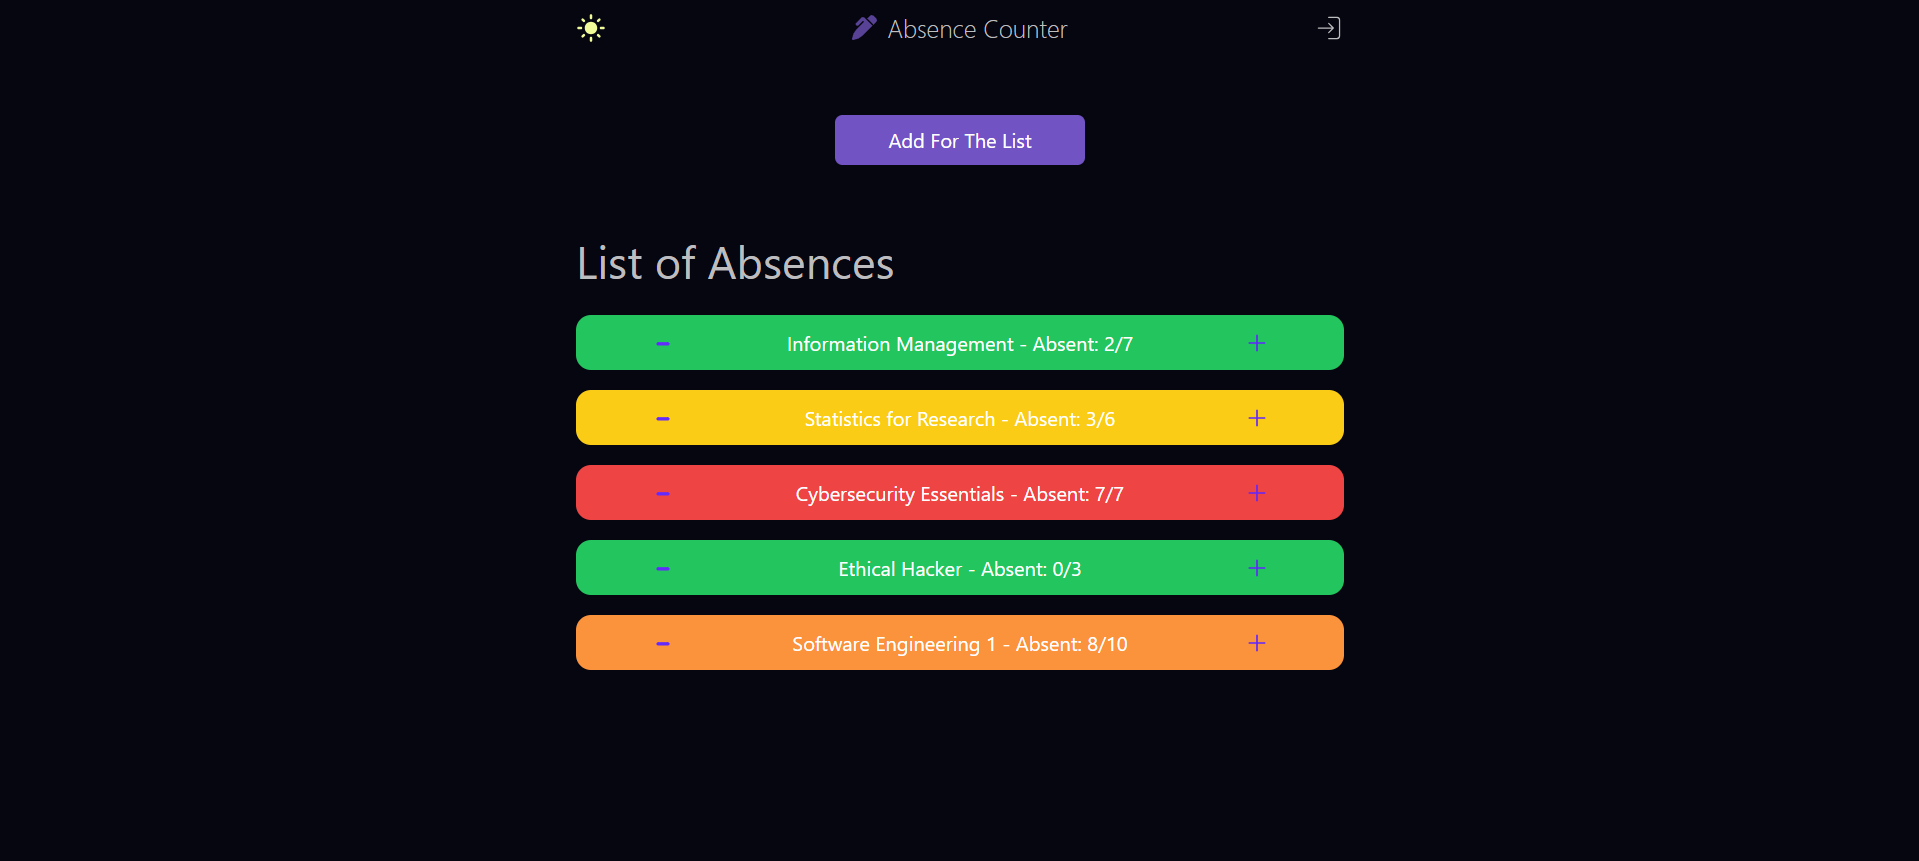 Absence Counter
Add For The List
List of Absences
Information Management - Absent: 2/7
Statistics for Research - Absent: 3/6
Cybersecurity Essentials - Absent: 7/7
Ethical Hacker - Absent: 0/3
Software Engineering 1 - Absent: 8/10